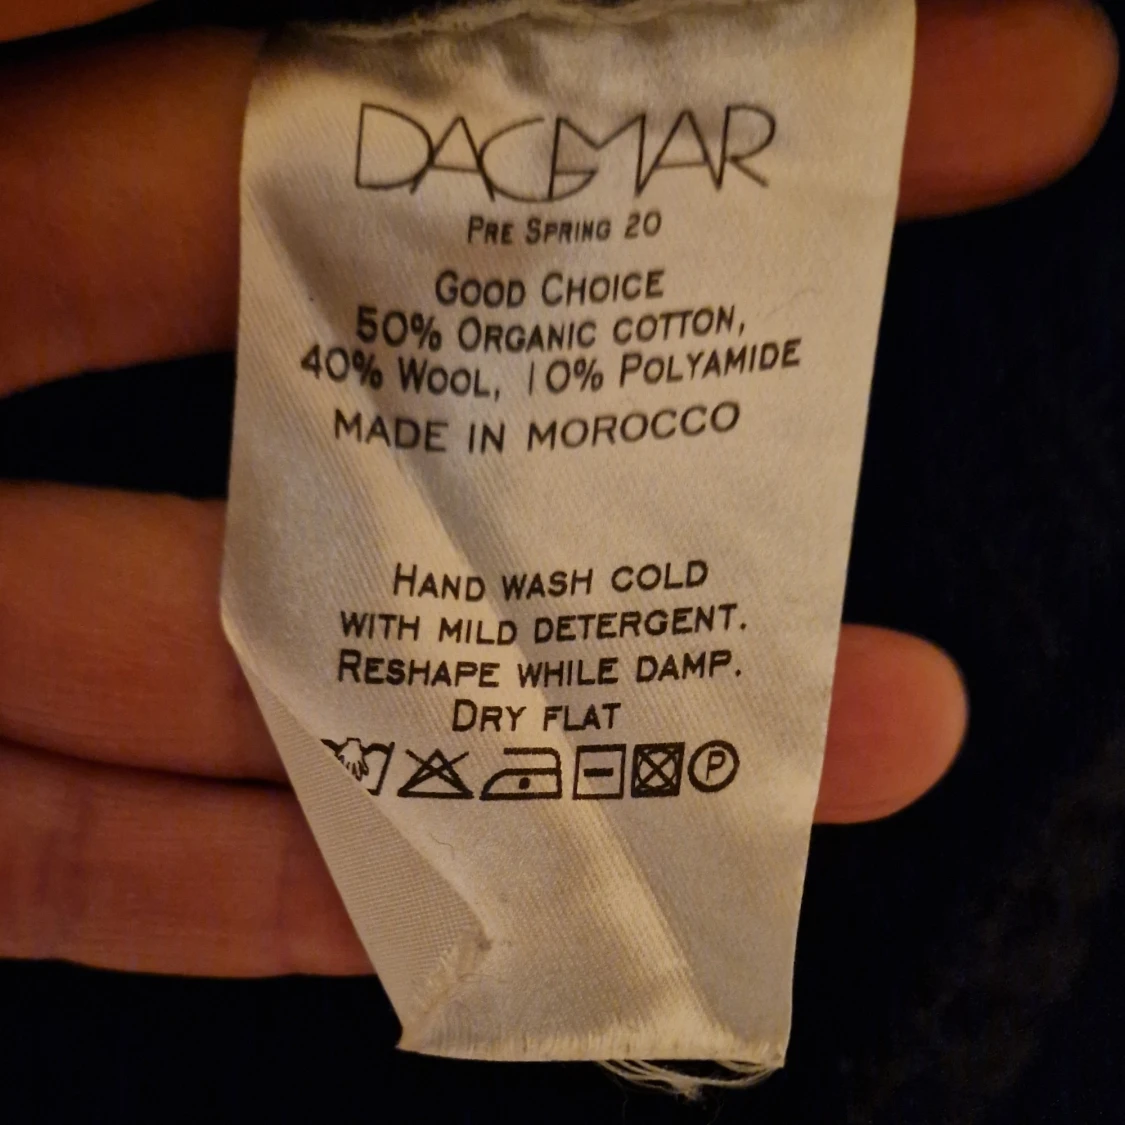 DAGMAR
PRE SPRING 20
GOOD CHOICE
50% ORGANIC COTTON,
40% WOOL, 10% POLYAMIDE
MADE IN MOROCCO
HAND WASH COLD
WITH MILD DETERGENT.
RESHAPE WHILE DAMP.
DRY FLAT
P